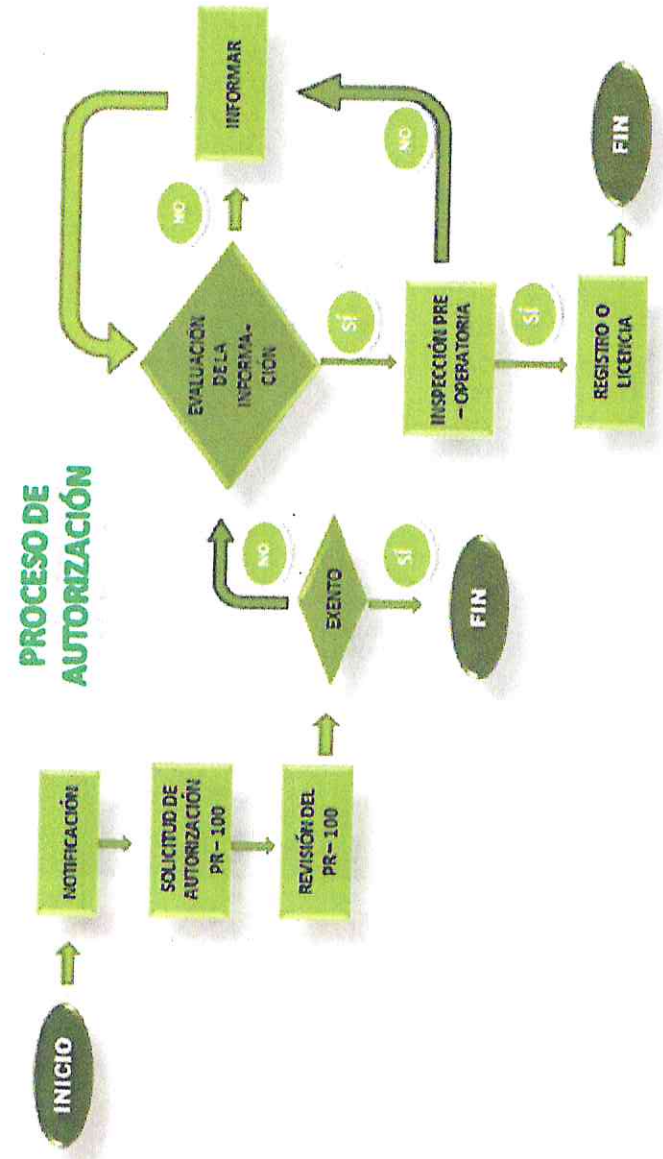 PROCESO DE
AUTORIZACIÓN
INICIO
NOTIFICACIÓN
SOLICITUD DE
AUTORIZACIÓN
PR – 100
REVISIÓN DEL
PR – 100
EXENTO
NO
SÍ
FIN
EVALUACIÓN
DE LA
INFORMA-
CIÓN
NO
INFORMAR
SÍ
INSPECCIÓN PRE
– OPERATORIA
NO
SÍ
REGISTRO O
LICENCIA
FIN